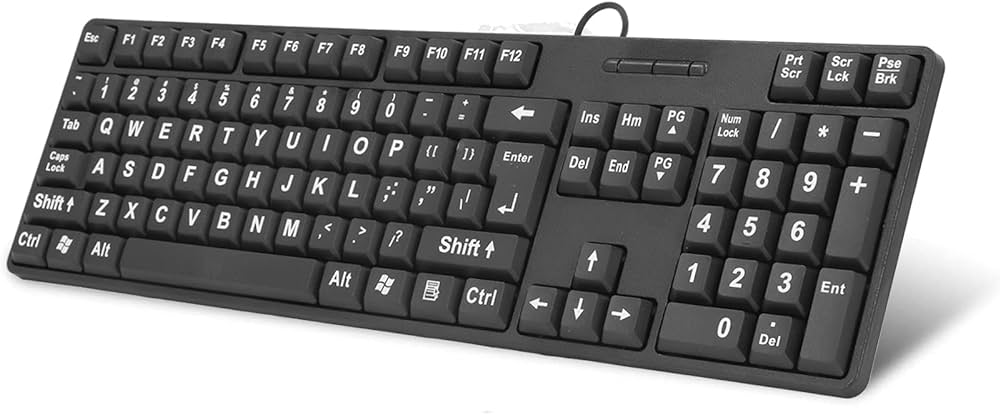 Esc F1 F2 F3 F4 F5 F6 F7 F8 F9 F10 F11 F12 Prt Scr Scr Lck Pse Brk
~ ` ! 1 @ 2 # 3 $ 4 % 5 ^ 6 & 7 * 8 ( 9 ) 0 _ - + = ← Ins Hm PG ▲ Num Lock / * −
Tab Q W E R T Y U I O P {[ ]} Enter ↵ Del End PG ▼ 7 8 9 +
Caps Lock A S D F G H J K L :; "' | \ 4 5 6
Shift ↑ Z X C V B N M < , > . /? Shift ↑ ↑ 1 2 3 Ent
Ctrl Alt Alt Ctrl ← ↓ → 0 . Del